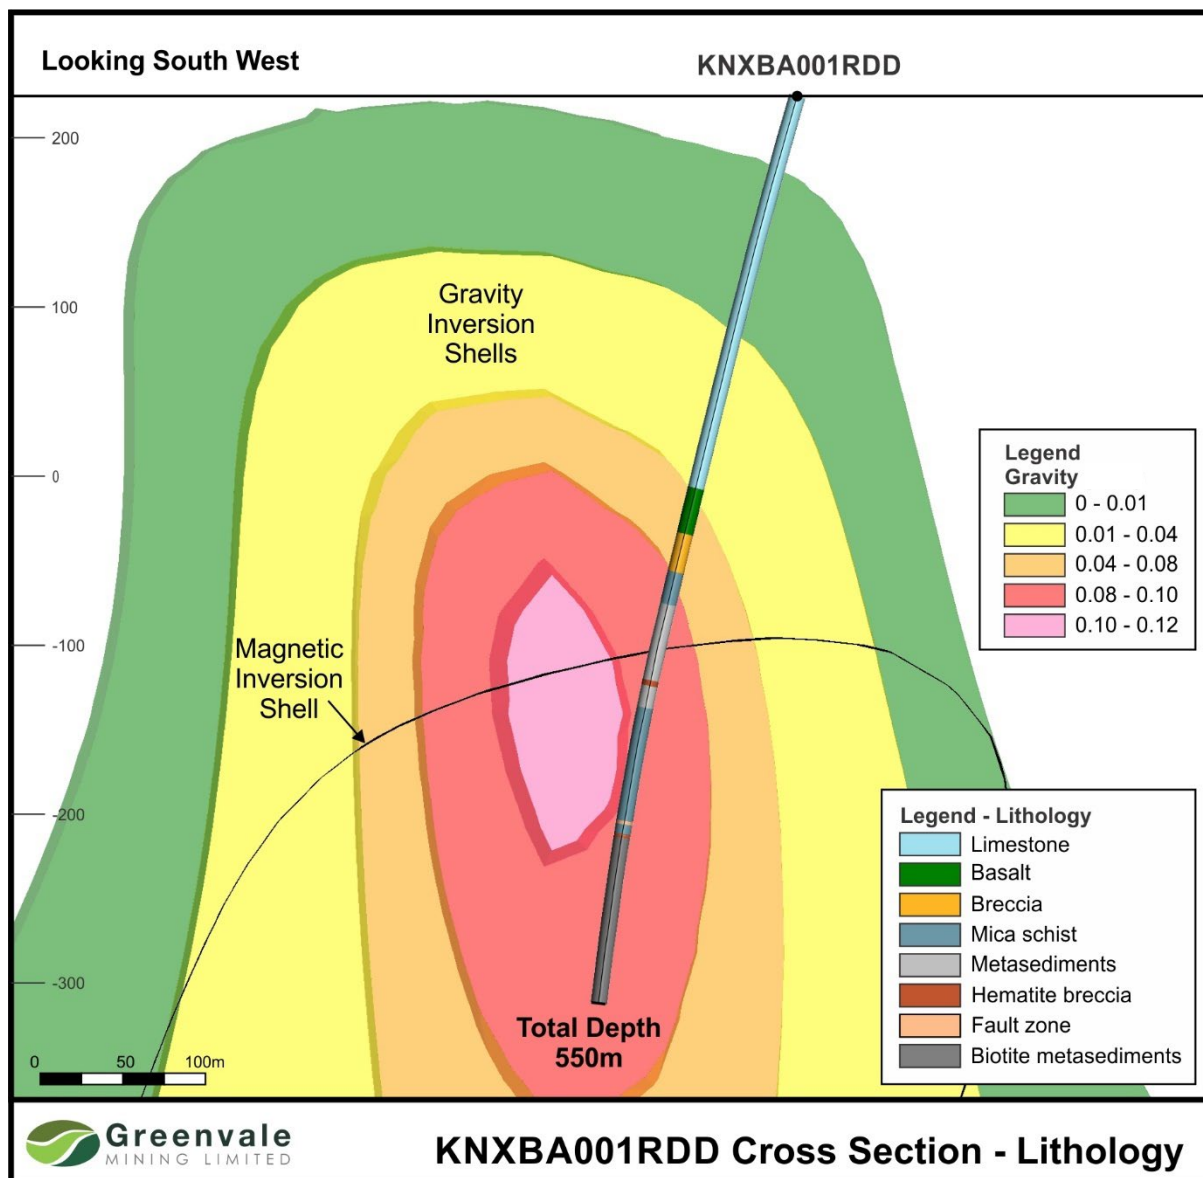 Looking South West
KNXBA001RDD
200
100
0
-100
-200
-300
Gravity
Inversion
Shells
Magnetic
Inversion
Shell
Legend
Gravity
0 - 0.01
0.01 - 0.04
0.04 - 0.08
0.08 - 0.10
0.10 - 0.12
Legend - Lithology
Limestone
Basalt
Breccia
Mica schist
Metasediments
Hematite breccia
Fault zone
Biotite metasediments
Total Depth
550m
0 50 100m
Greenvale
MINING LIMITED
KNXBA001RDD Cross Section - Lithology